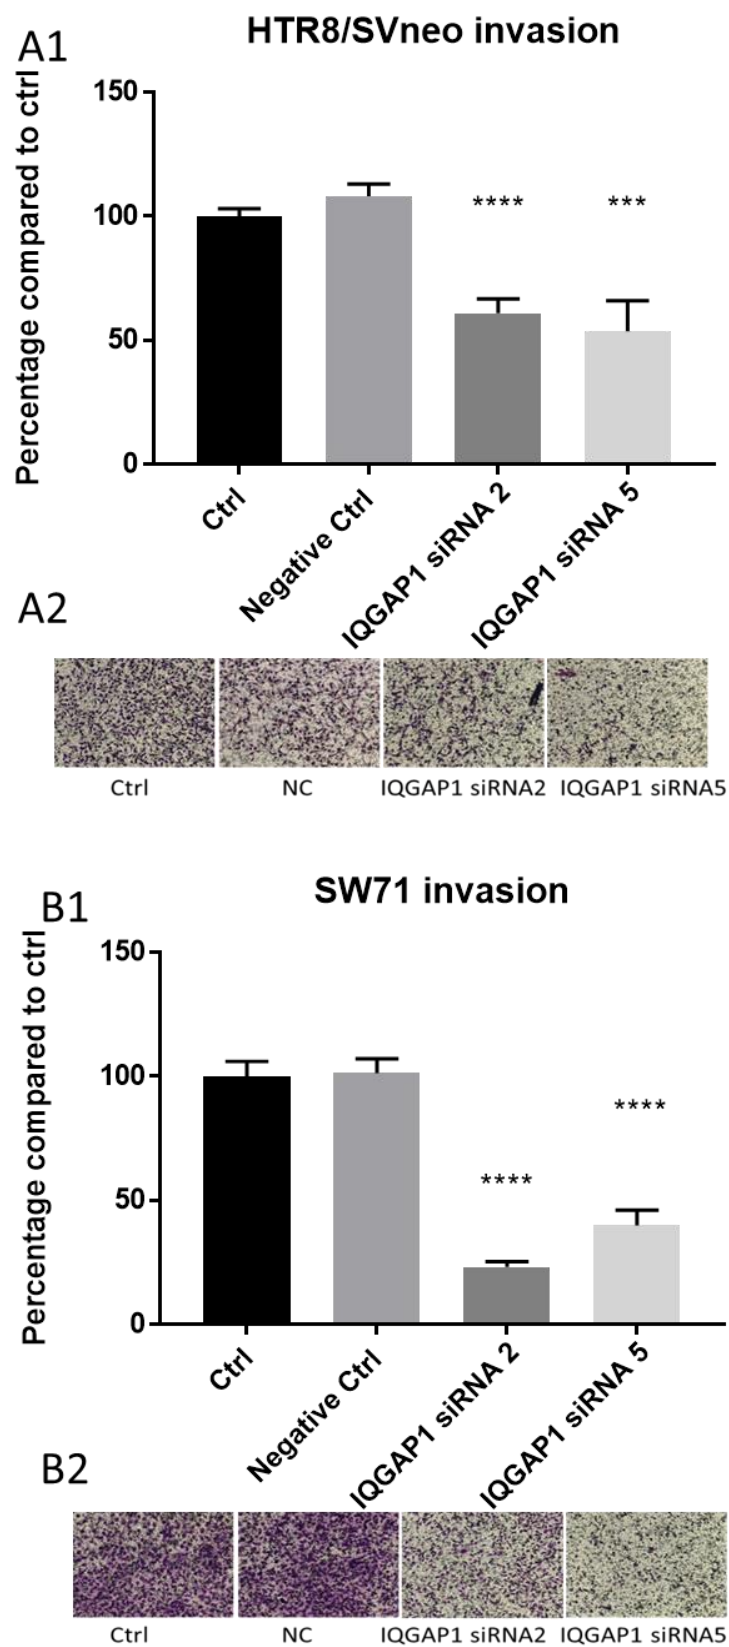 A1
HTR8/SVneo invasion
Percentage compared to ctrl
150
100
50
0
****
***
Ctrl
Negative Ctrl
IQGAP1 siRNA 2
IQGAP1 siRNA 5
A2
Ctrl
NC
IQGAP1 siRNA2
IQGAP1 siRNA5
B1
SW71 invasion
Percentage compared to ctrl
150
100
50
0
****
****
Ctrl
Negative Ctrl
IQGAP1 siRNA 2
IQGAP1 siRNA 5
B2
Ctrl
NC
IQGAP1 siRNA2
IQGAP1 siRNA5